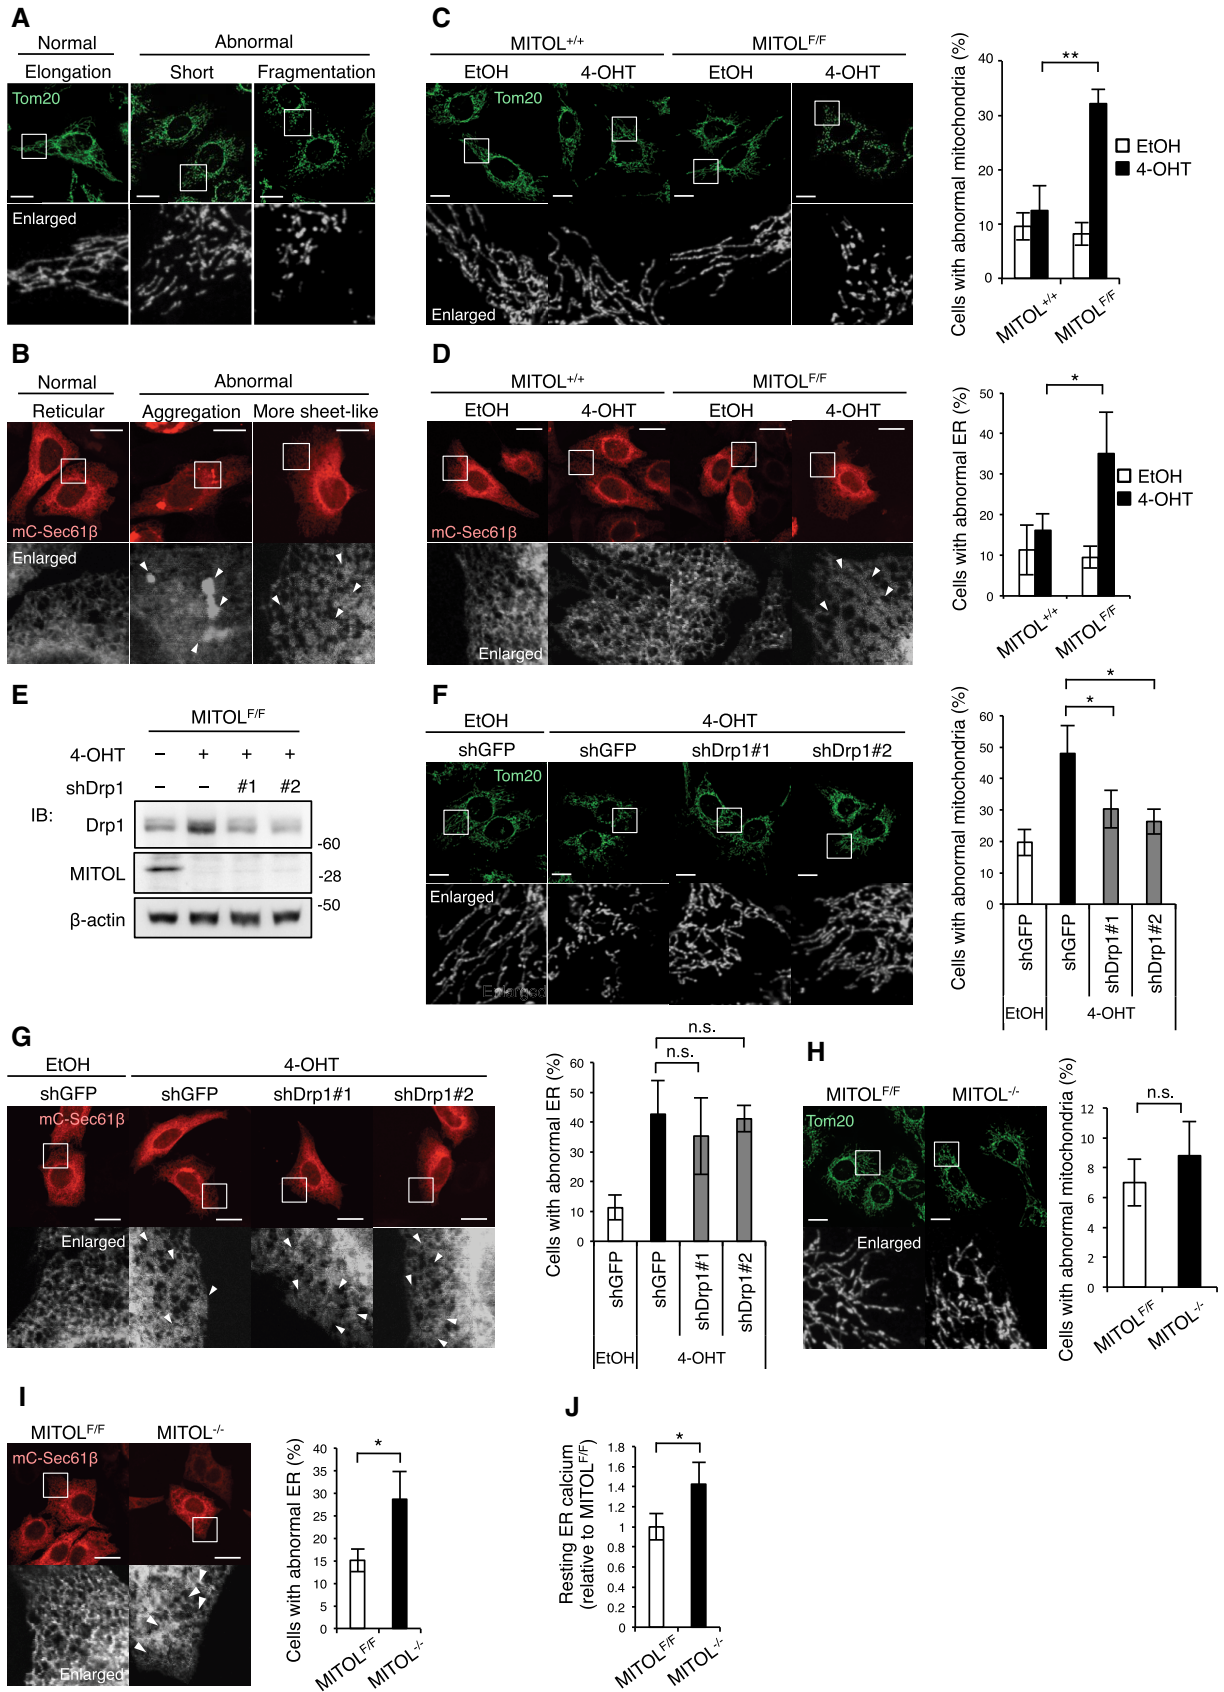 A
Normal
Abnormal
Elongation
Short
Fragmentation
Tom20
Enlarged
B
Normal
Abnormal
Reticular
Aggregation
More sheet-like
mC-Sec61β
Enlarged
C
MITOL+/+
MITOLF/F
EtOH
4-OHT
EtOH
4-OHT
Tom20
Enlarged
Cells with abnormal mitochondria (%)
40
30
20
10
0
**
EtOH
4-OHT
MITOL+/+
MITOLF/F
D
MITOL+/+
MITOLF/F
EtOH
4-OHT
EtOH
4-OHT
mC-Sec61β
Enlarged
Cells with abnormal ER (%)
50
40
30
20
10
0
*
EtOH
4-OHT
MITOL+/+
MITOLF/F
E
MITOLF/F
4-OHT – + + +
shDrp1 – – #1 #2
IB:
Drp1
-60
MITOL
-28
-50
β-actin
F
EtOH
4-OHT
shGFP
shGFP
shDrp1#1
shDrp1#2
Tom20
Enlarged
Enlarged
Cells with abnormal mitochondria (%)
60
50
40
30
20
10
0
*
*
shGFP
shGFP
shDrp1#1
shDrp1#2
EtOH
4-OHT
G
EtOH
4-OHT
shGFP
shGFP
shDrp1#1
shDrp1#2
mC-Sec61β
Enlarged
Cells with abnormal ER (%)
60
50
40
30
20
10
0
n.s.
n.s.
shGFP
shGFP
shDrp1#1
shDrp1#2
EtOH
4-OHT
H
MITOLF/F
MITOL-/-
Tom20
Enlarged
Cells with abnormal mitochondria (%)
12
10
8
6
4
2
0
n.s.
MITOLF/F
MITOL-/-
I
MITOLF/F
MITOL-/-
mC-Sec61β
Enlarged
Cells with abnormal ER (%)
40
35
30
25
20
15
10
5
0
*
MITOLF/F
MITOL-/-
J
Resting ER calcium
(relative to MITOLF/F)
1.8
1.6
1.4
1.2
1
0.8
0.6
0.4
0.2
0
*
MITOLF/F
MITOL-/-